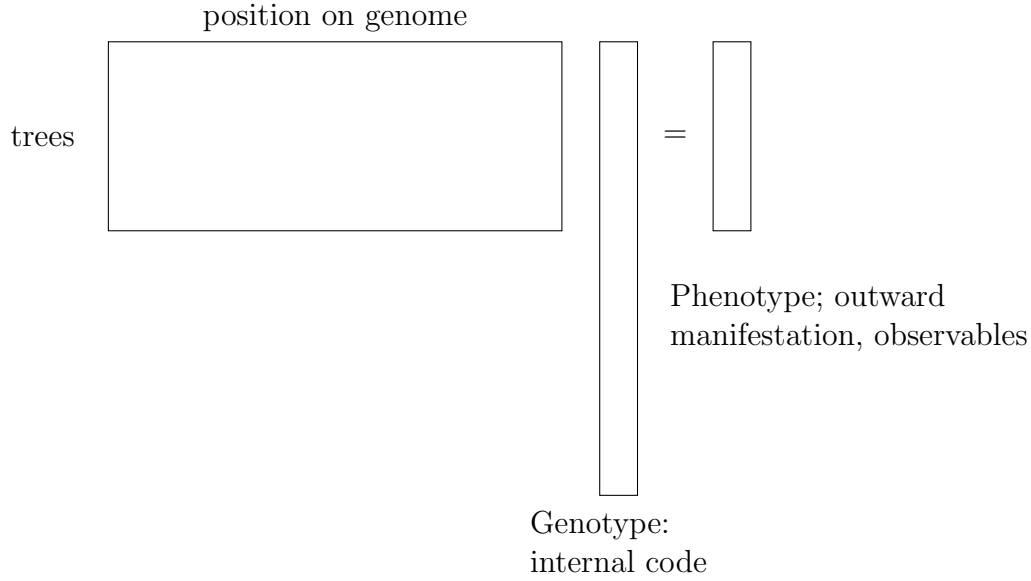 position on genome
trees
=
Phenotype; outward
manifestation, observables
Genotype:
internal code